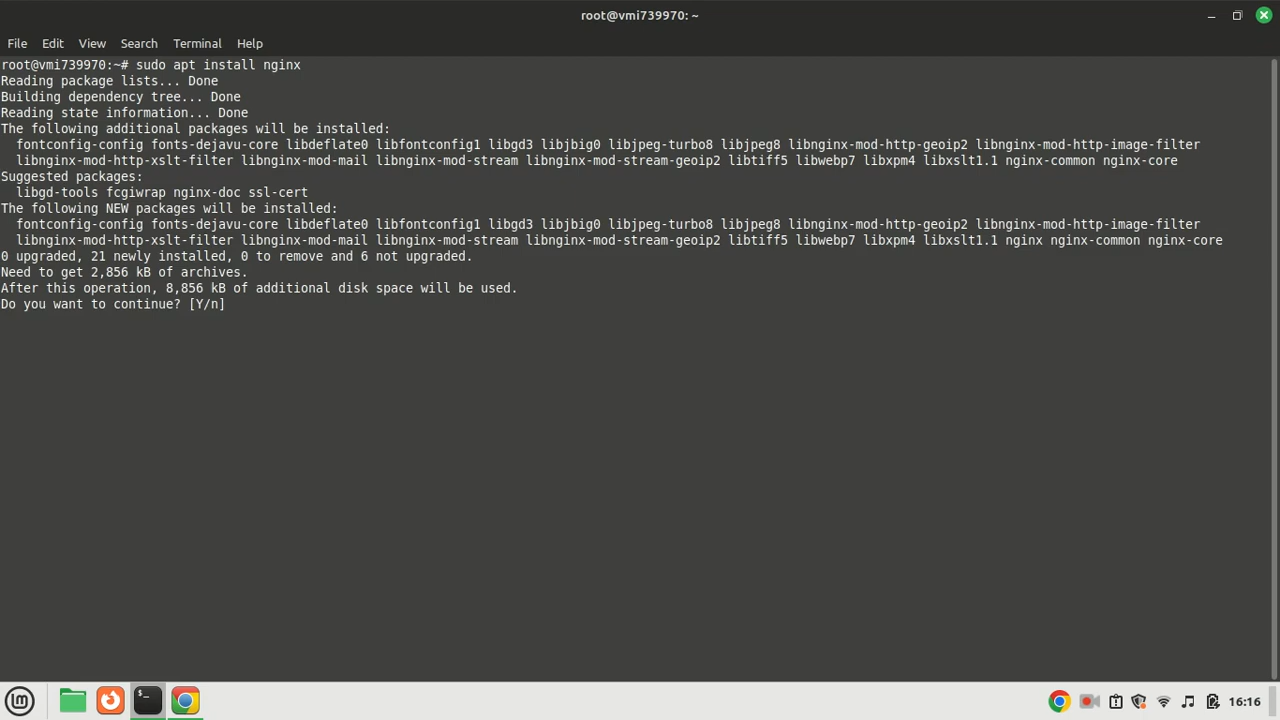 root@vmi739970: ~
File Edit View Search Terminal Help
root@vmi739970:~# sudo apt install nginx
Reading package lists... Done
Building dependency tree... Done
Reading state information... Done
The following additional packages will be installed:
  fontconfig-config fonts-dejavu-core libdeflate0 libfontconfig1 libgd3 libjbig0 libjpeg-turbo8 libjpeg8 libnginx-mod-http-geoip2 libnginx-mod-http-image-filter
  libnginx-mod-http-xslt-filter libnginx-mod-mail libnginx-mod-stream libnginx-mod-stream-geoip2 libtiff5 libwebp7 libxpm4 libxslt1.1 nginx-common nginx-core
Suggested packages:
  libgd-tools fcgiwrap nginx-doc ssl-cert
The following NEW packages will be installed:
  fontconfig-config fonts-dejavu-core libdeflate0 libfontconfig1 libgd3 libjbig0 libjpeg-turbo8 libjpeg8 libnginx-mod-http-geoip2 libnginx-mod-http-image-filter
  libnginx-mod-http-xslt-filter libnginx-mod-mail libnginx-mod-stream libnginx-mod-stream-geoip2 libtiff5 libwebp7 libxpm4 libxslt1.1 nginx nginx-common nginx-core
0 upgraded, 21 newly installed, 0 to remove and 6 not upgraded.
Need to get 2,856 kB of archives.
After this operation, 8,856 kB of additional disk space will be used.
Do you want to continue? [Y/n]
$_
16:16